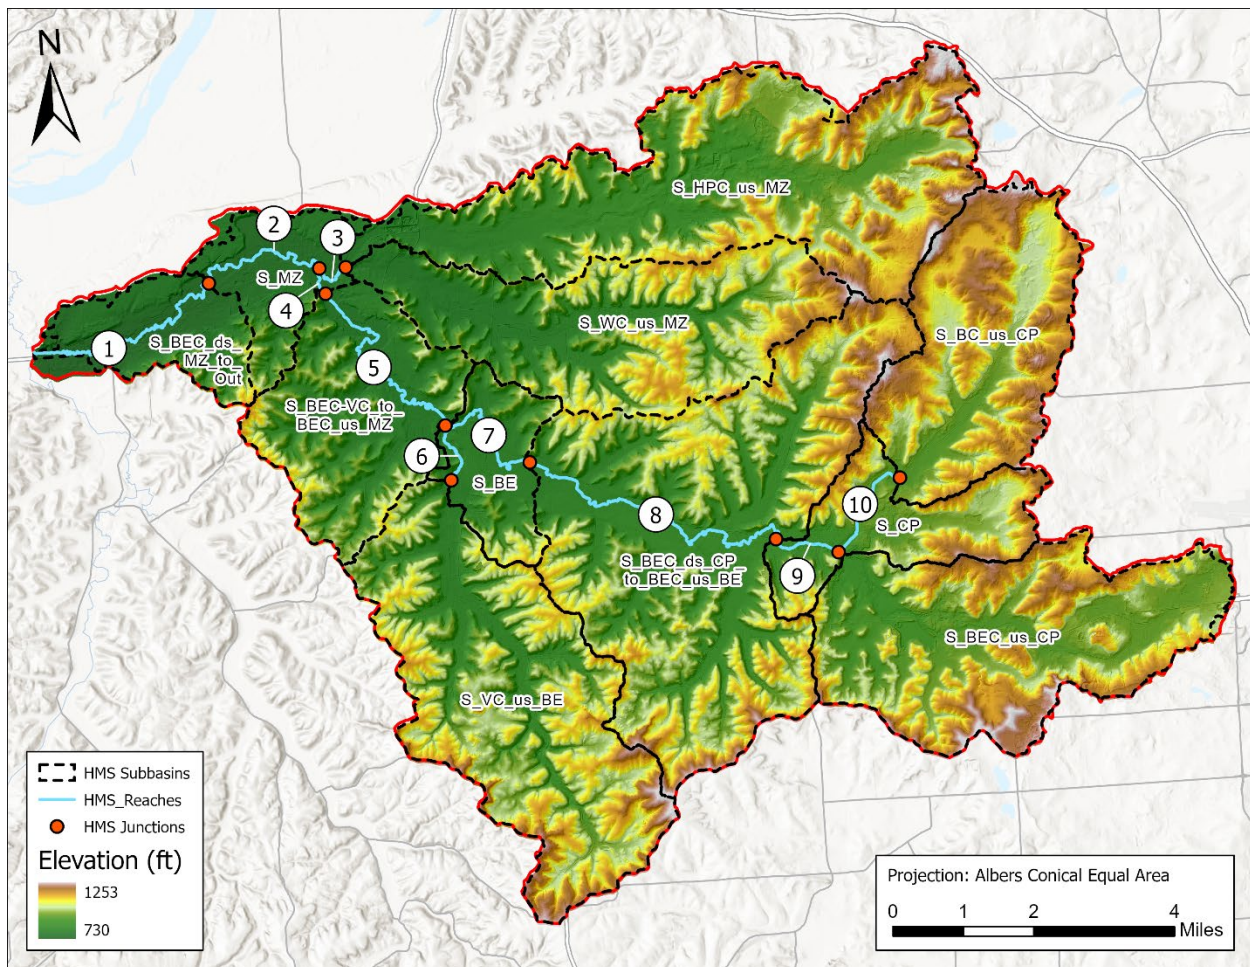 N
S_HPC_us_MZ
2
3
S_MZ
4
S_WC_us_MZ
S_BC_us_CP
1
S_BEC_ds_
MZ_to_
Out
5
S_BEC-VC_to_
BEC_us_MZ
6
7
S_BE
8
10
S_CP
S_BEC_ds_CP_
to_BEC_us_BE
9
S_BEC_us_CP
S_VC_us_BE
HMS Subbasins
HMS_Reaches
HMS Junctions
Elevation (ft)
1253
730
Projection: Albers Conical Equal Area
0 1 2 4
Miles